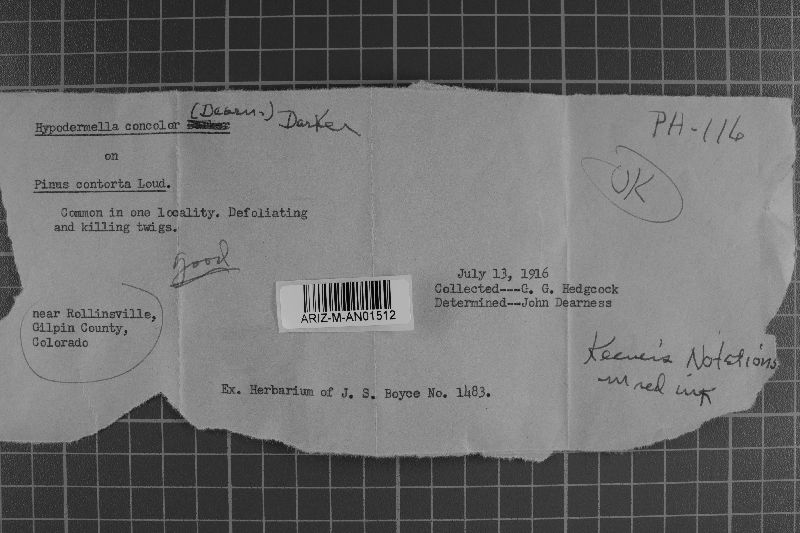 Hypodermella concolor (Dearn.) Darker
on
Pinus contorta Loud.
Common in one locality. Defoliating
and killing twigs.
good
near Rollinsville,
Gilpin County,
Colorado
ARIZ-M-AN01512
July 13, 1916
Collected---G. G. Hedgcock
Determined--John Dearness
Ex. Herbarium of J. S. Boyce No. 1483.
PH-116
OK
Keener's Notations
in red ink